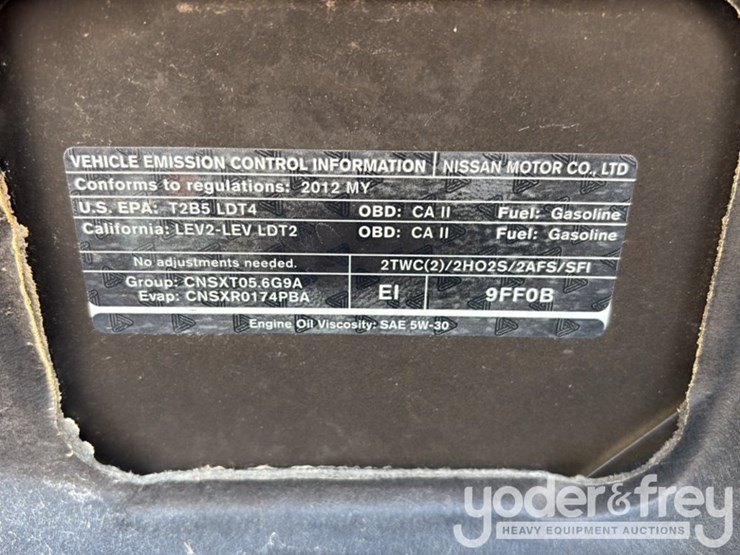 VEHICLE EMISSION CONTROL INFORMATION NISSAN MOTOR CO., LTD
Conforms to regulations: 2012 MY
U.S. EPA: T2B5 LDT4 OBD: CA II Fuel: Gasoline
California: LEV2-LEV LDT2 OBD: CA II Fuel: Gasoline
No adjustments needed. 2TWC(2)/2HO2S/2AFS/SFI
Group: CNSXT05.6G9A
Evap: CNSXR0174PBA
EI 9FF0B
Engine Oil Viscosity: SAE 5W-30
yoder&frey
HEAVY EQUIPMENT AUCTIONS